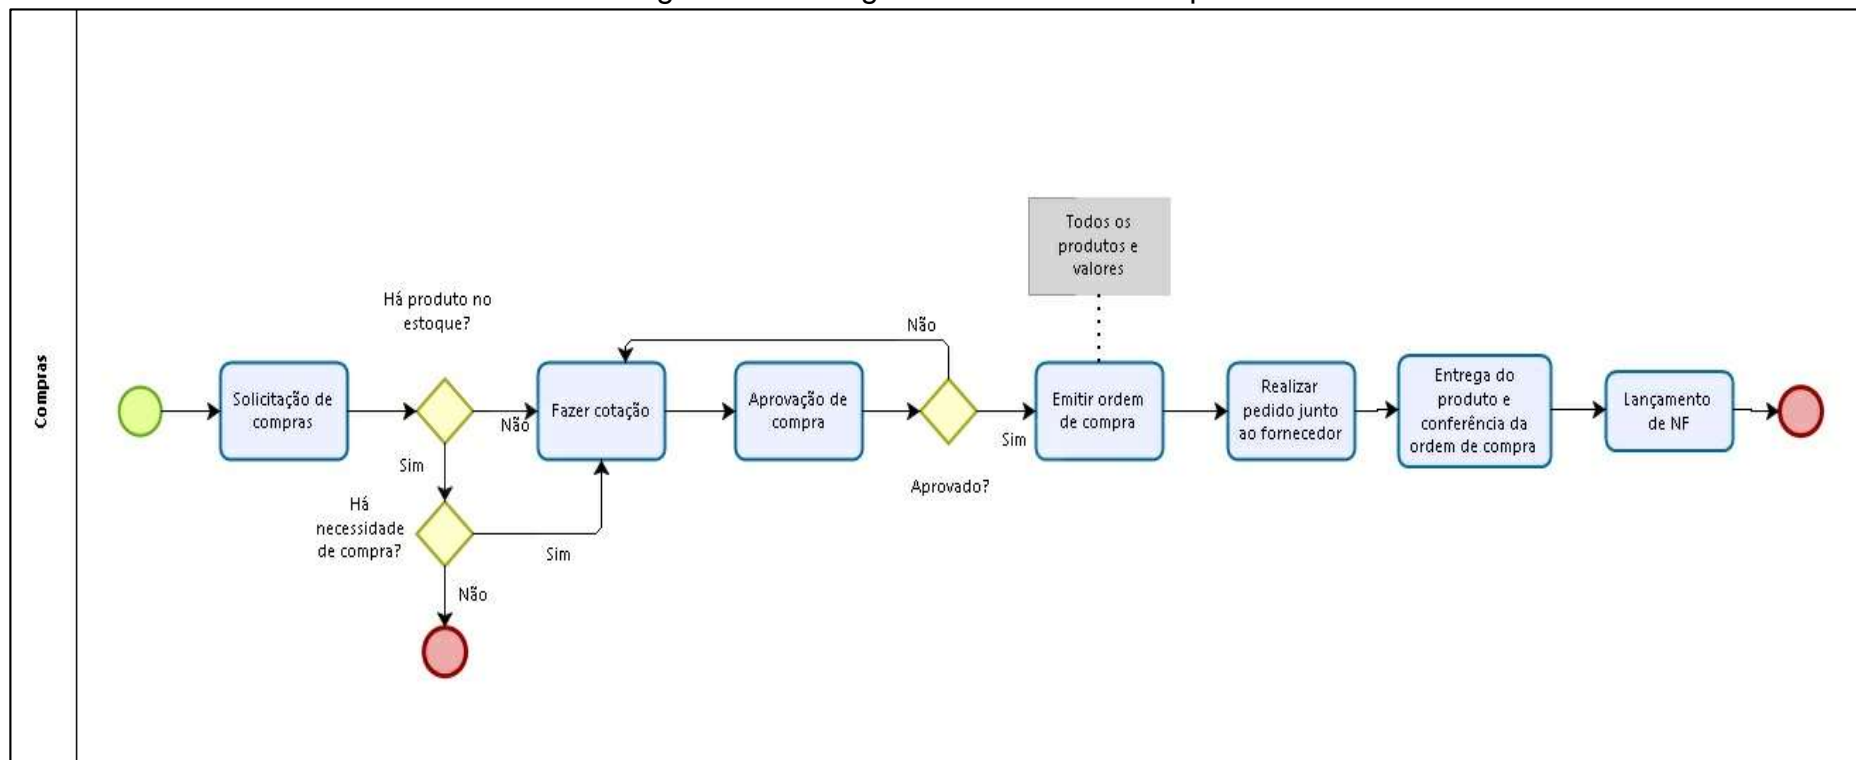 Compras
Solicitação de
compras
Há produto no
estoque?
Não
Sim
Há
necessidade
de compra?
Sim
Não
Fazer cotação
Aprovação de
compra
Não
Aprovado?
Sim
Todos os
produtos e
valores
Emitir ordem
de compra
Realizar
pedido junto
ao fornecedor
Entrega do
produto e
conferência da
ordem de compra
Lançamento
de NF